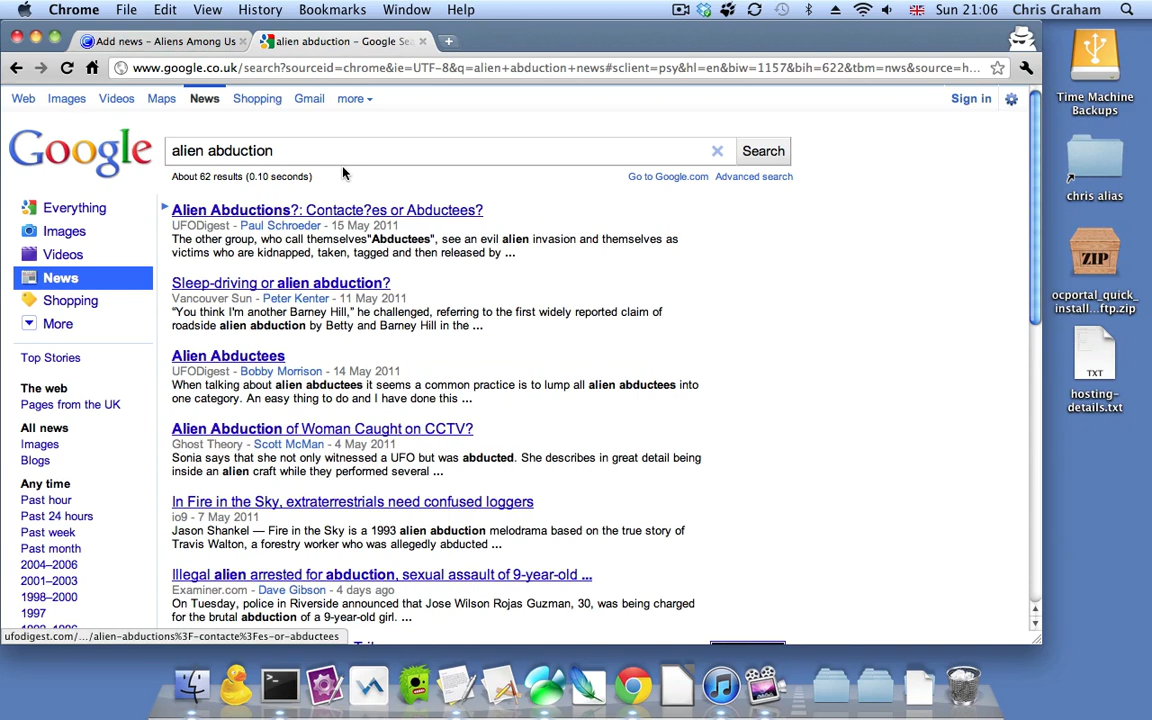 Chrome File Edit View History Bookmarks Window Help Sun 21:06 Chris Graham
Add news – Aliens Among Us
alien abduction – Google Sea
www.google.co.uk/search?sourceid=chrome&ie=UTF-8&q=alien+abduction+news#sclient=psy&hl=en&biw=1157&bih=622&tbm=nws&source=h...
Web Images Videos Maps News Shopping Gmail more Sign in
Google
alien abduction
Search
About 62 results (0.10 seconds)
Go to Google.com Advanced search
Everything
Images
Videos
News
Shopping
More
Top Stories
The web
Pages from the UK
All news
Images
Blogs
Any time
Past hour
Past 24 hours
Past week
Past month
2004–2006
2001–2003
1998–2000
1997
Alien Abductions?: Contacte?es or Abductees?
UFODigest - Paul Schroeder - 15 May 2011
The other group, who call themselves"Abductees", see an evil alien invasion and themselves as
victims who are kidnapped, taken, tagged and then released by ...
Sleep-driving or alien abduction?
Vancouver Sun - Peter Kenter - 11 May 2011
"You think I'm another Barney Hill," he challenged, referring to the first widely reported claim of
roadside alien abduction by Betty and Barney Hill in the ...
Alien Abductees
UFODigest - Bobby Morrison - 14 May 2011
When talking about alien abductees it seems a common practice is to lump all alien abductees into
one category. An easy thing to do and I have done this ...
Alien Abduction of Woman Caught on CCTV?
Ghost Theory - Scott McMan - 4 May 2011
Sonia says that she not only witnessed a UFO but was abducted. She describes in great detail being
inside an alien craft while they performed several ...
In Fire in the Sky, extraterrestrials need confused loggers
io9 - 7 May 2011
Jason Shankel — Fire in the Sky is a 1993 alien abduction melodrama based on the true story of
Travis Walton, a forestry worker who was allegedly abducted ...
Illegal alien arrested for abduction, sexual assault of 9-year-old ...
Examiner.com - Dave Gibson - 4 days ago
On Tuesday, police in Riverside announced that Jose Wilson Rojas Guzman, 30, was being charged
for the brutal abduction of a 9-year-old girl. ...
ufodigest.com/.../alien-abductions%3F-contacte%3Fes-or-abductees
Time Machine
Backups
chris alias
ZIP
ocportal_quick_
install...ftp.zip
TXT
hosting-
details.txt